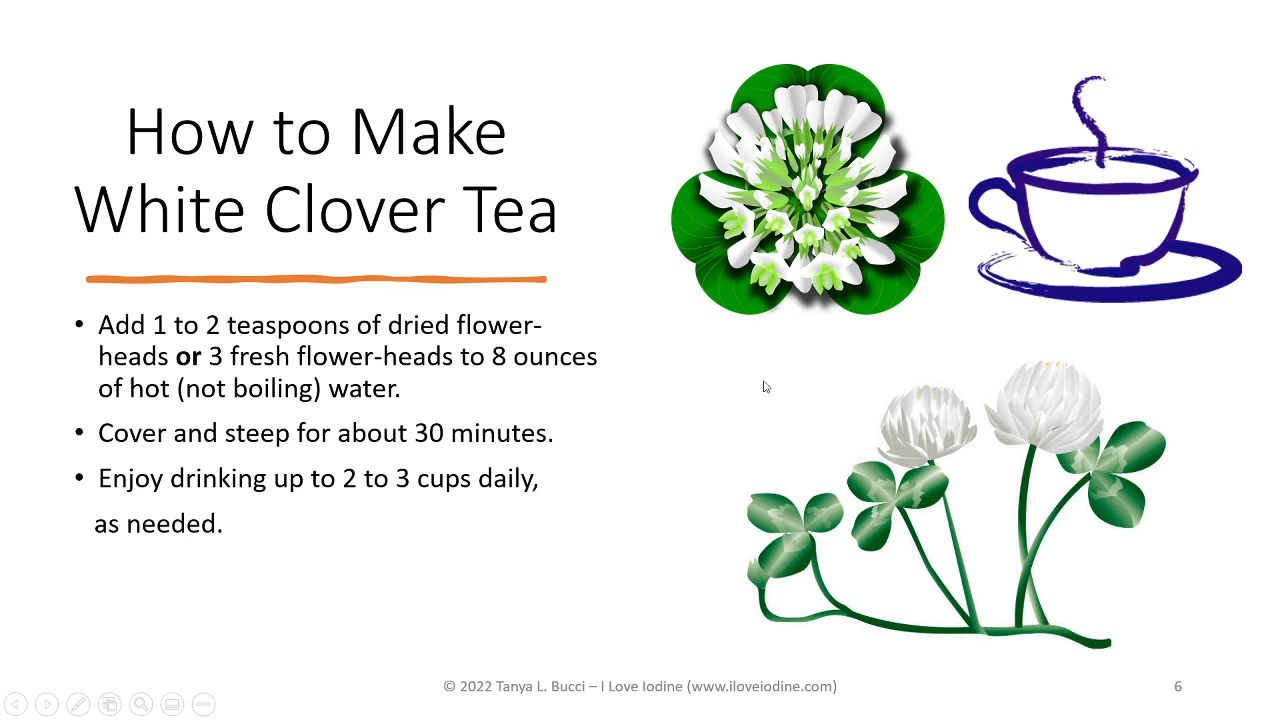 How to Make
White Clover Tea
• Add 1 to 2 teaspoons of dried flower-
heads or 3 fresh flower-heads to 8 ounces
of hot (not boiling) water.
• Cover and steep for about 30 minutes.
• Enjoy drinking up to 2 to 3 cups daily,
as needed.
© 2022 Tanya L. Bucci – I Love Iodine (www.iloveiodine.com)
6